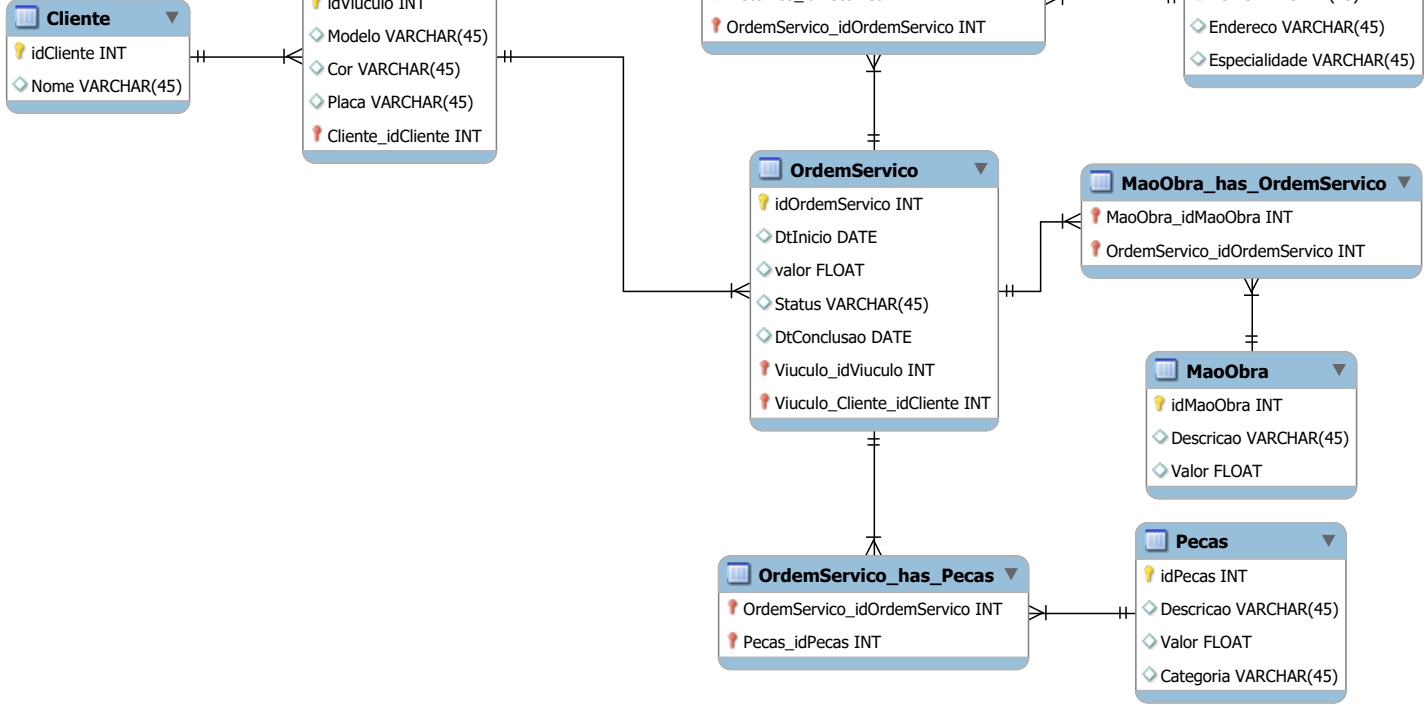 Cliente
idCliente INT
Nome VARCHAR(45)
idViuculo INT
Modelo VARCHAR(45)
Cor VARCHAR(45)
Placa VARCHAR(45)
Cliente_idCliente INT
OrdemServico_idOrdemServico INT
Endereco VARCHAR(45)
Especialidade VARCHAR(45)
OrdemServico
idOrdemServico INT
DtInicio DATE
valor FLOAT
Status VARCHAR(45)
DtConclusao DATE
Viuculo_idViuculo INT
Viuculo_Cliente_idCliente INT
MaoObra_has_OrdemServico
MaoObra_idMaoObra INT
OrdemServico_idOrdemServico INT
MaoObra
idMaoObra INT
Descricao VARCHAR(45)
Valor FLOAT
OrdemServico_has_Pecas
OrdemServico_idOrdemServico INT
Pecas_idPecas INT
Pecas
idPecas INT
Descricao VARCHAR(45)
Valor FLOAT
Categoria VARCHAR(45)